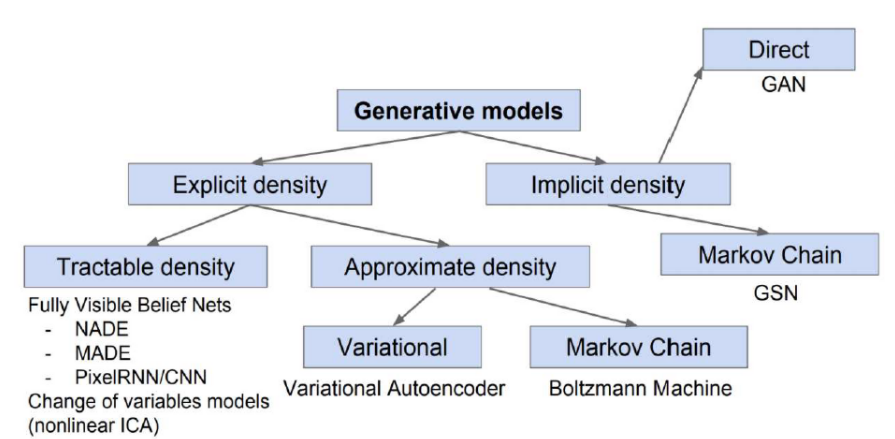 Direct
GAN
Generative models
Explicit density
Implicit density
Tractable density
Approximate density
Markov Chain
GSN
Fully Visible Belief Nets
- NADE
- MADE
- PixelRNN/CNN
Change of variables models
(nonlinear ICA)
Variational
Variational Autoencoder
Markov Chain
Boltzmann Machine